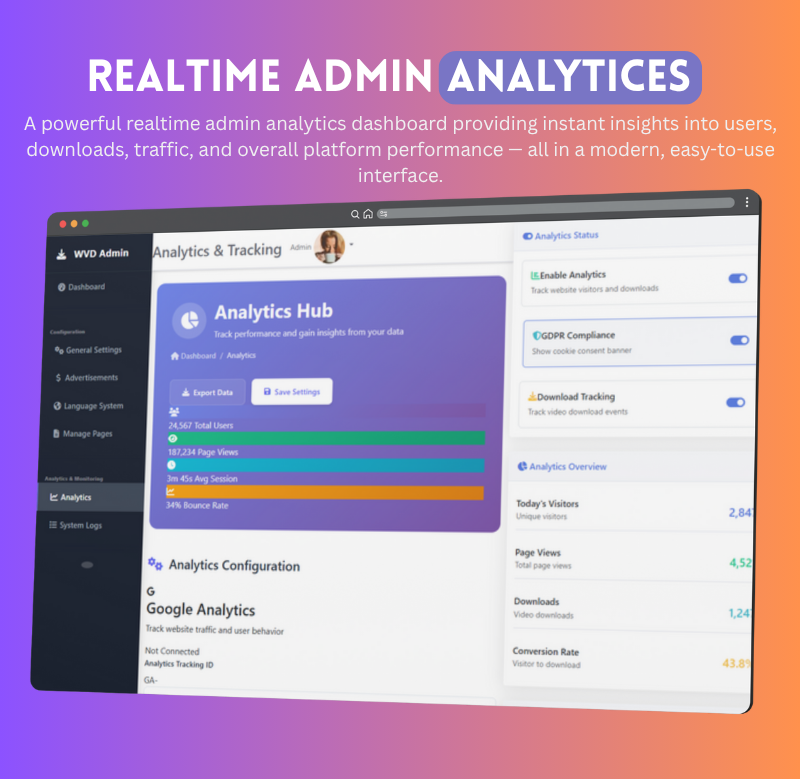 REALTIME ADMIN ANALYTICES
A powerful realtime admin analytics dashboard providing instant insights into users,
downloads, traffic, and overall platform performance — all in a modern, easy-to-use
interface.
WVD Admin
Dashboard
Configuration
General Settings
$ Advertisements
Language System
Manage Pages
Analytics & Monitoring
Analytics
System Logs
Analytics & Tracking
Admin
Analytics Hub
Track performance and gain insights from your data
Dashboard / Analytics
Export Data
Save Settings
24,567 Total Users
187,234 Page Views
3m 45s Avg Session
34% Bounce Rate
Analytics Configuration
G
Google Analytics
Track website traffic and user behavior
Not Connected
Analytics Tracking ID
GA-
Analytics Status
Enable Analytics
Track website visitors and downloads
GDPR Compliance
Show cookie consent banner
Download Tracking
Track video download events
Analytics Overview
Today's Visitors
Unique visitors
2,847
Page Views
Total page views
4,52
Downloads
Video downloads
1,247
Conversion Rate
Visitor to download
43.8%